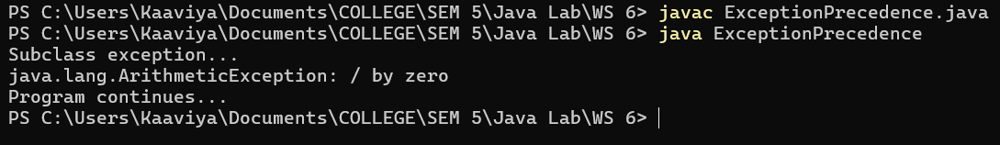 PS C:\Users\Kaaviya\Documents\COLLEGE\SEM 5\Java Lab\WS 6> javac ExceptionPrecedence.java
PS C:\Users\Kaaviya\Documents\COLLEGE\SEM 5\Java Lab\WS 6> java ExceptionPrecedence
Subclass exception...
java.lang.ArithmeticException: / by zero
Program continues...
PS C:\Users\Kaaviya\Documents\COLLEGE\SEM 5\Java Lab\WS 6>